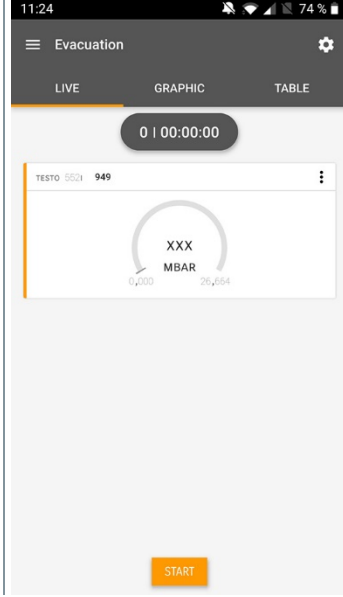 11:24 74 %
Evacuation
LIVE GRAPHIC TABLE
0 | 00:00:00
TESTO 552i 949
XXX
MBAR
0,000 26,664
START